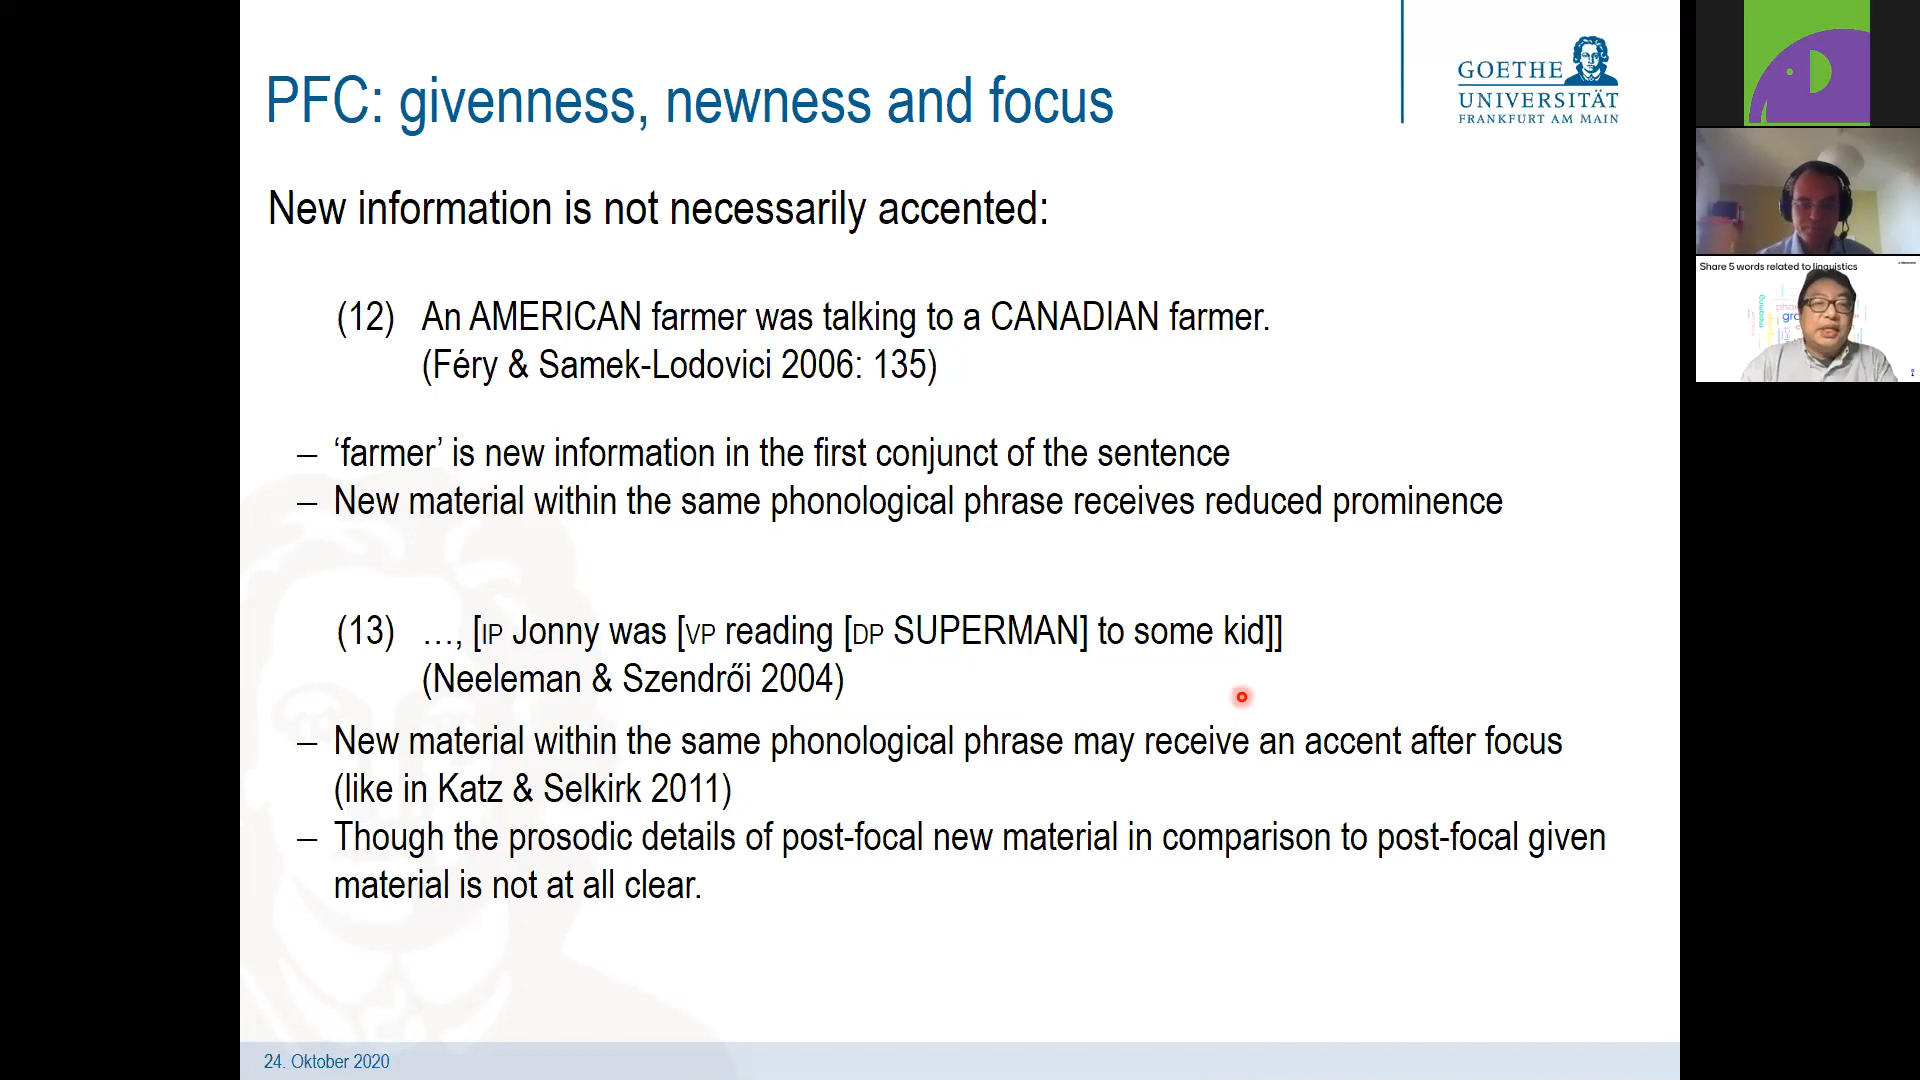 PFC: givenness, newness and focus
GOETHE
UNIVERSITÄT
FRANKFURT AM MAIN
New information is not necessarily accented:
(12) An AMERICAN farmer was talking to a CANADIAN farmer.
(Féry & Samek-Lodovici 2006: 135)
– ‘farmer’ is new information in the first conjunct of the sentence
– New material within the same phonological phrase receives reduced prominence
(13) …, [IP Jonny was [VP reading [DP SUPERMAN] to some kid]]
(Neeleman & Szendrői 2004)
– New material within the same phonological phrase may receive an accent after focus
(like in Katz & Selkirk 2011)
– Though the prosodic details of post-focal new material in comparison to post-focal given
material is not at all clear.
24. Oktober 2020
Share 5 words related to linguistics
meaning